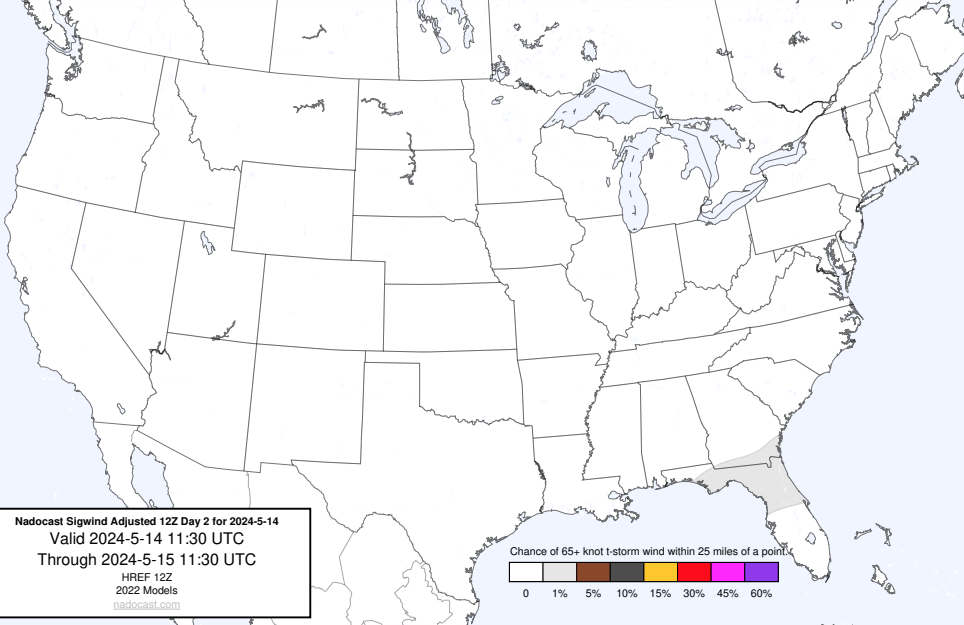 Nadocast Sigwind Adjusted 12Z Day 2 for 2024-5-14
Valid 2024-5-14 11:30 UTC
Through 2024-5-15 11:30 UTC
HREF 12Z
2022 Models
nadocast.com
Chance of 65+ knot t-storm wind within 25 miles of a point.
0 1% 5% 10% 15% 30% 45% 60%